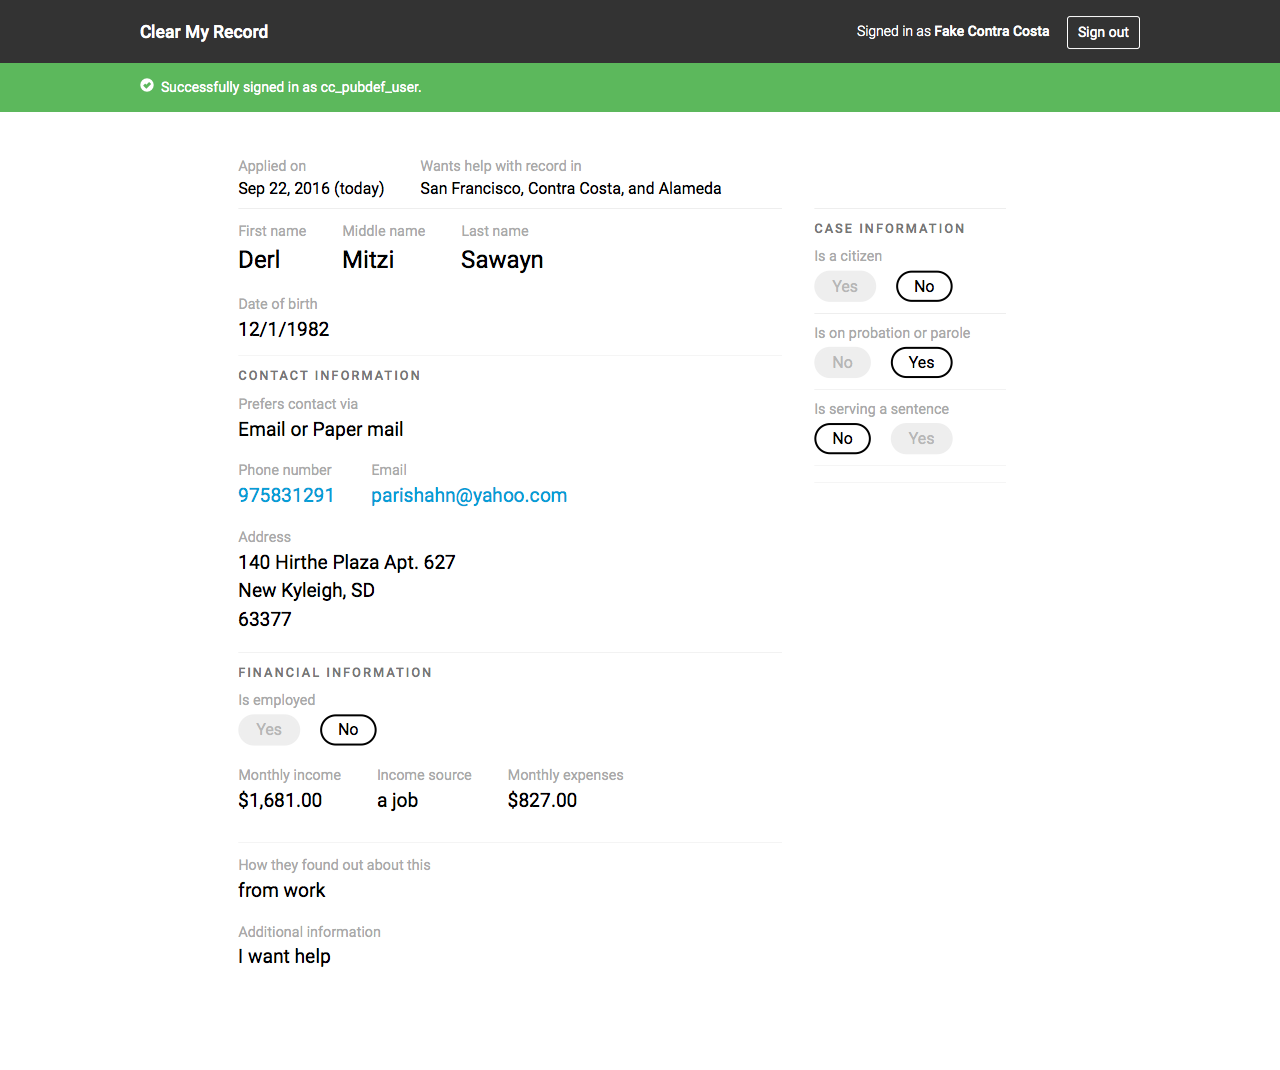 Clear My Record
Signed in as Fake Contra Costa
Sign out
Successfully signed in as cc_pubdef_user.
Applied on
Sep 22, 2016 (today)
Wants help with record in
San Francisco, Contra Costa, and Alameda
First name
Derl
Middle name
Mitzi
Last name
Sawayn
Date of birth
12/1/1982
CONTACT INFORMATION
Prefers contact via
Email or Paper mail
Phone number
975831291
Email
parishahn@yahoo.com
Address
140 Hirthe Plaza Apt. 627
New Kyleigh, SD
63377
FINANCIAL INFORMATION
Is employed
Yes No
Monthly income
$1,681.00
Income source
a job
Monthly expenses
$827.00
How they found out about this
from work
Additional information
I want help
CASE INFORMATION
Is a citizen
Yes No
Is on probation or parole
No Yes
Is serving a sentence
No Yes